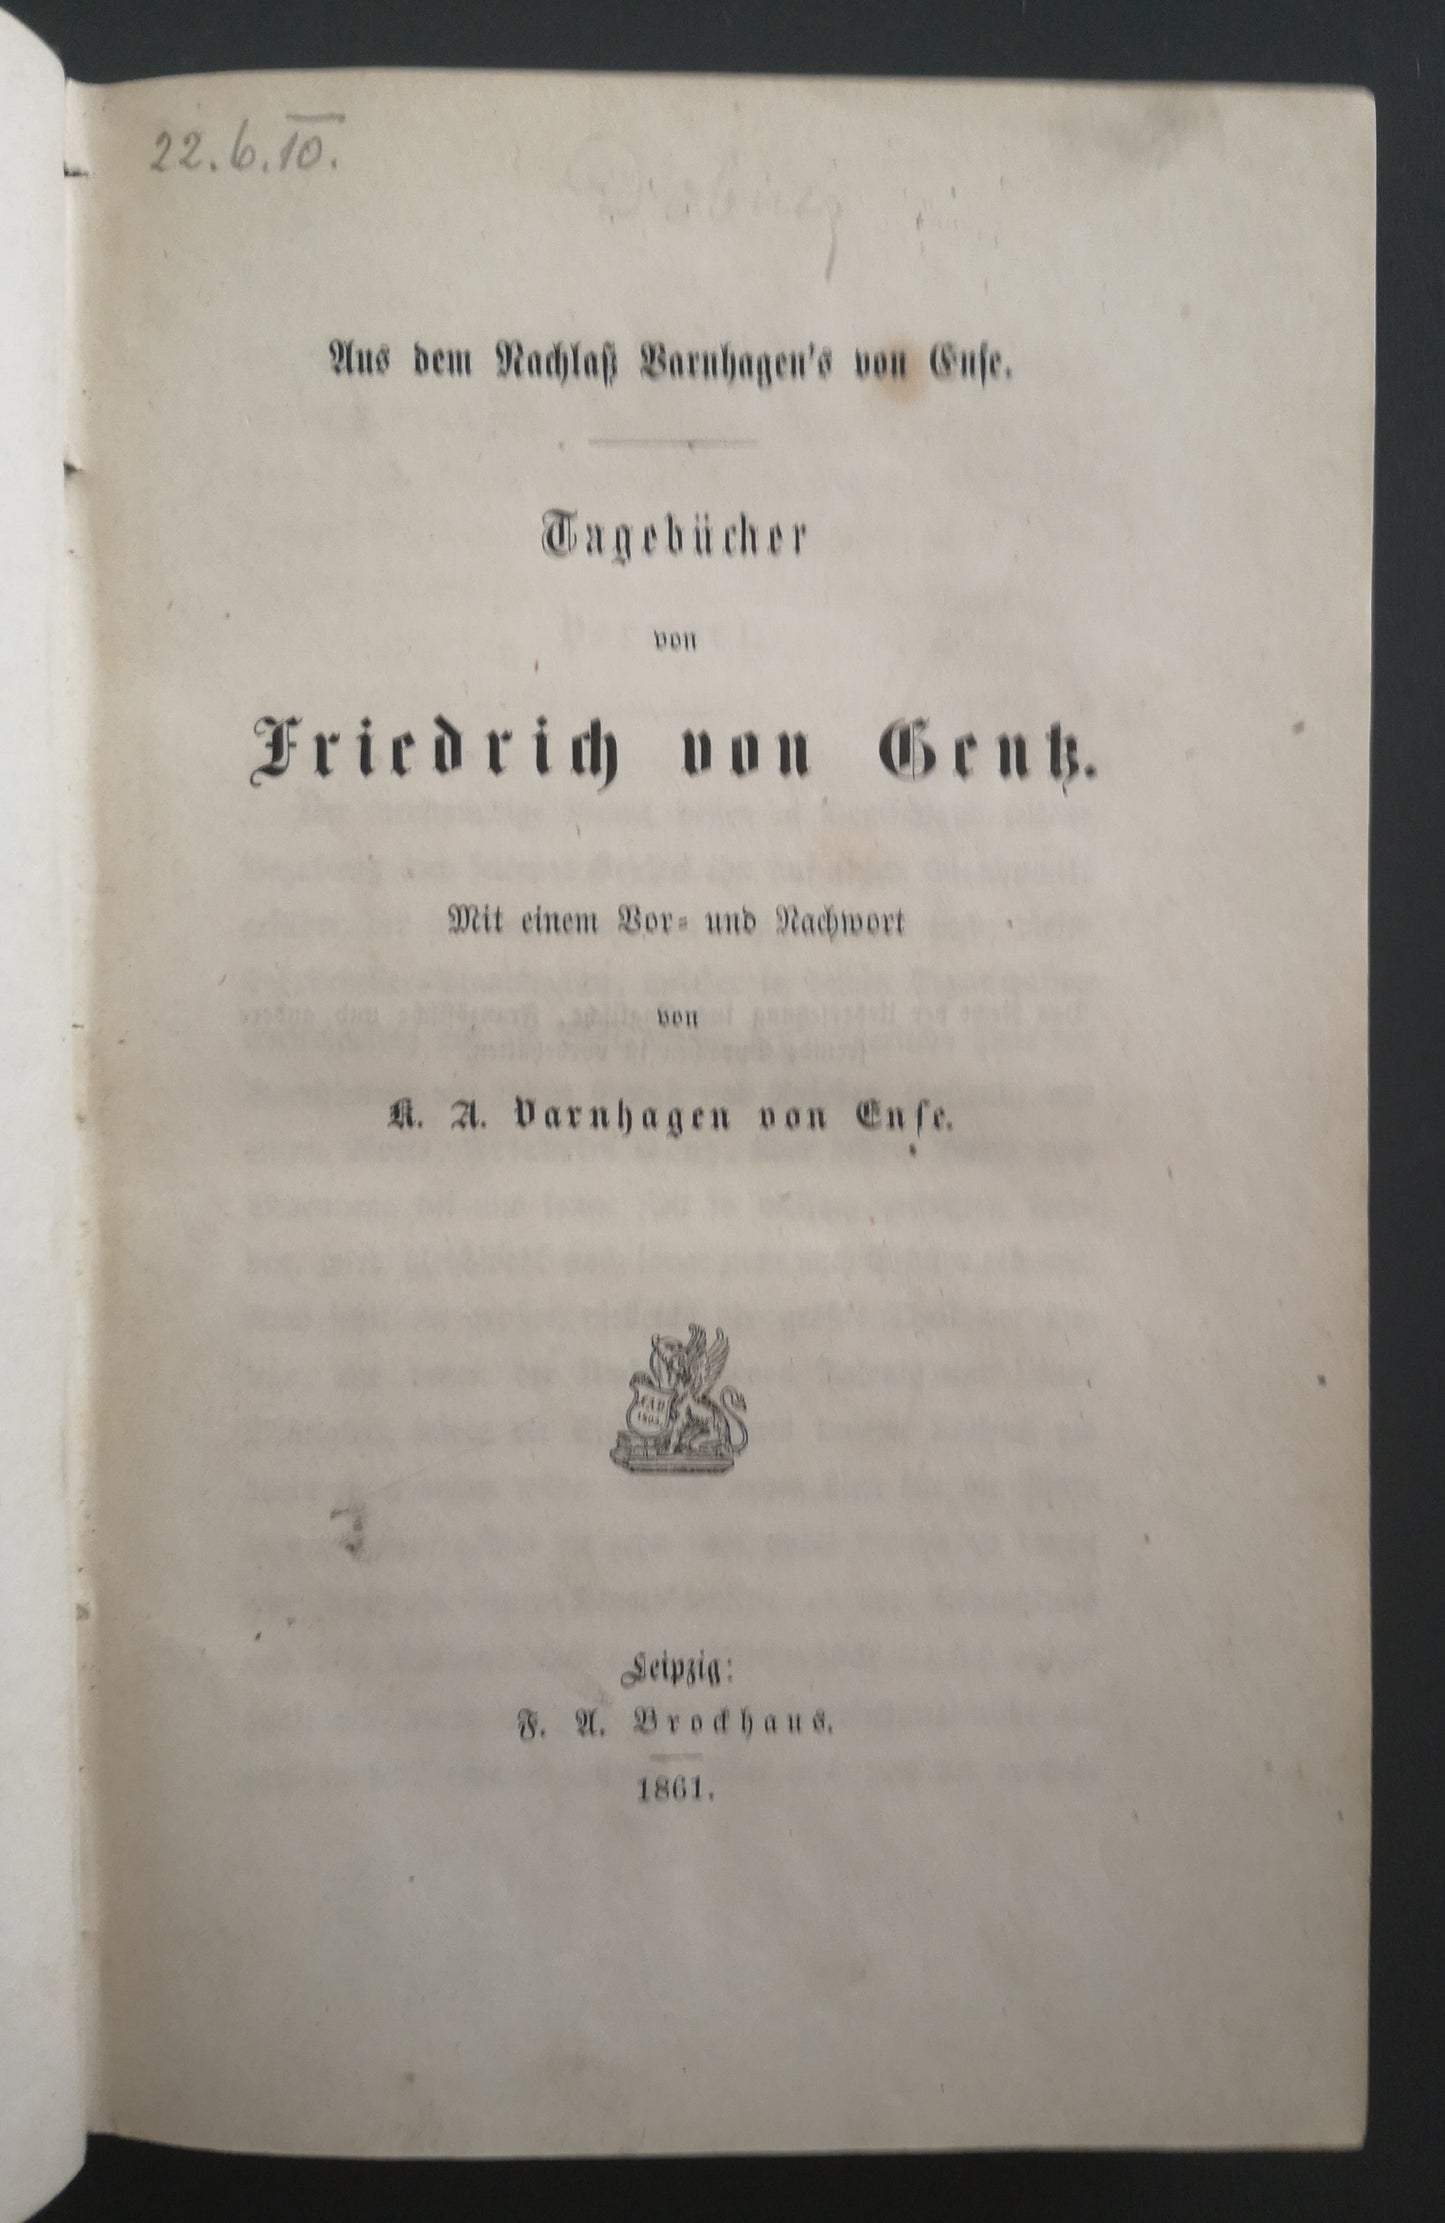 22.6.10.
Aus dem Nachlaß Varnhagen's von Ense.
Tagebücher
von
Friedrich von Gentz.
Mit einem Vor- und Nachwort
von
K. A. Varnhagen von Ense.
F A B
1805
Leipzig:
F. A. Brockhaus.
1861.